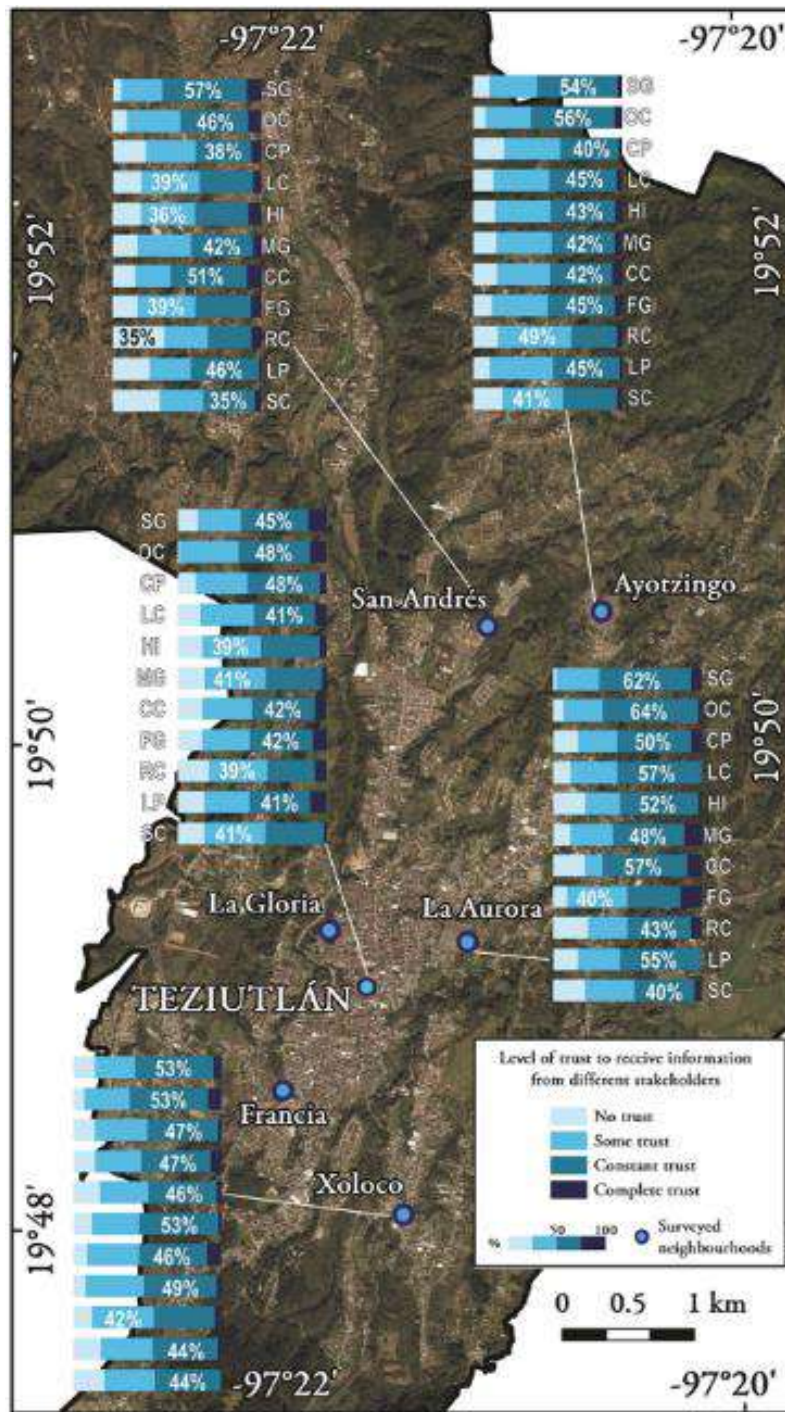 -97°22'
-97°20'
57% SG
46% OC
38% CP
39% LC
36% HI
42% MG
51% CC
39% FG
35% RC
46% LP
35% SC
54% SG
56% OC
40% CP
45% LC
43% HI
42% MG
42% CC
45% FG
49% RC
45% LP
41% SC
19°52'
19°52'
SG 45%
OC 48%
CP 48%
LC 41%
HI 39%
MG 41%
CC 42%
FG 42%
RC 39%
LP 41%
SC 41%
San Andrés
Ayotzingo
62% SG
64% OC
50% CP
57% LC
52% HI
48% MG
57% CC
40% FG
43% RC
55% LP
40% SC
19°50'
19°50'
La Gloria
La Aurora
TEZIUTLÁN
Francia
Xoloco
53%
53%
47%
47%
46%
53%
46%
49%
42%
44%
44%
19°48'
Level of trust to receive information
from different stakeholders
No trust
Some trust
Constant trust
Complete trust
% 50 100
Surveyed
neighbourhoods
0 0.5 1 km
-97°22'
-97°20'